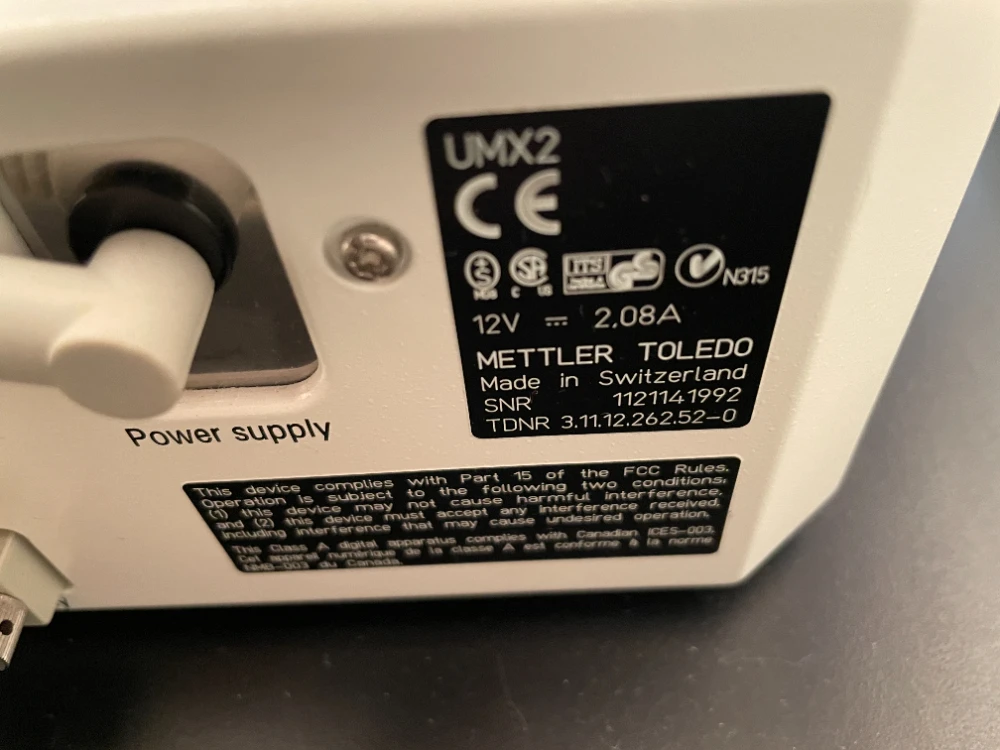 UMX2
CE
C US
ITS
GS
N315
12V ⎓ 2,08A
METTLER TOLEDO
Made in Switzerland
SNR 1121141992
TDNR 3.11.12.262.52-0
Power supply
This device complies with Part 15 of the FCC Rules.
Operation is subject to the following two conditions:
(1) this device may not cause harmful interference,
and (2) this device must accept any interference received,
including interference that may cause undesired operation.
This Class A digital apparatus complies with Canadian ICES-003.
Cet appareil numérique de la classe A est conforme à la norme
NMB-003 du Canada.